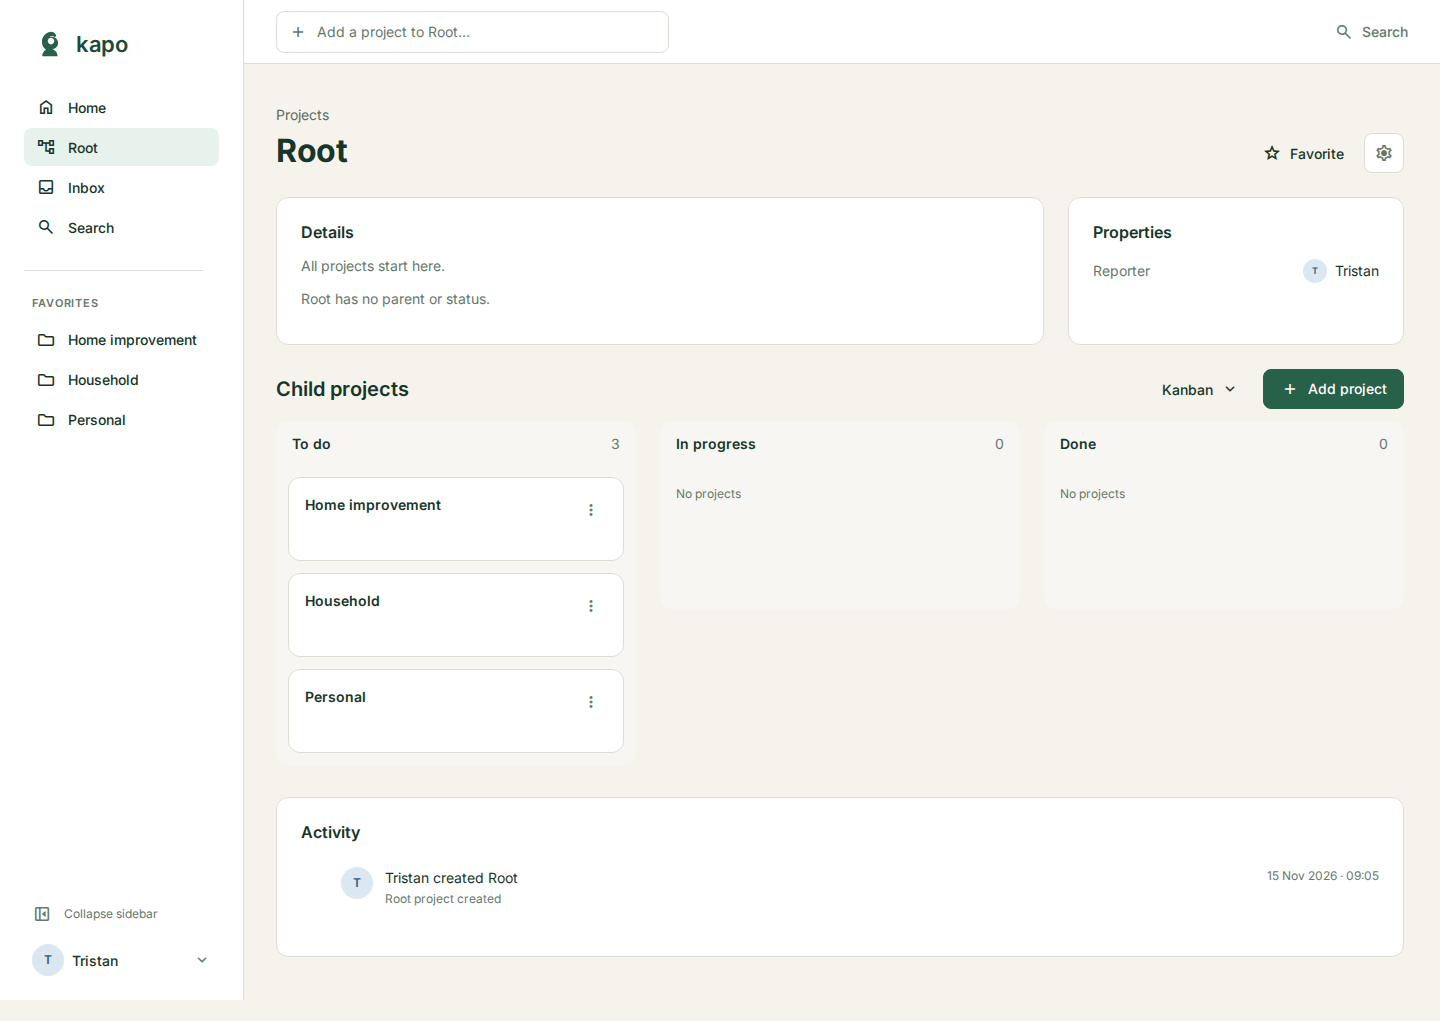 kapo
Add a project to Root...
Search
Home
Root
Inbox
Search
FAVORITES
Home improvement
Household
Personal
Collapse sidebar
T Tristan
Projects
Root
Favorite
Details
All projects start here.
Root has no parent or status.
Properties
Reporter T Tristan
Child projects
Kanban
Add project
To do 3
Home improvement
Household
Personal
In progress 0
No projects
Done 0
No projects
Activity
T Tristan created Root
Root project created
15 Nov 2026 · 09:05